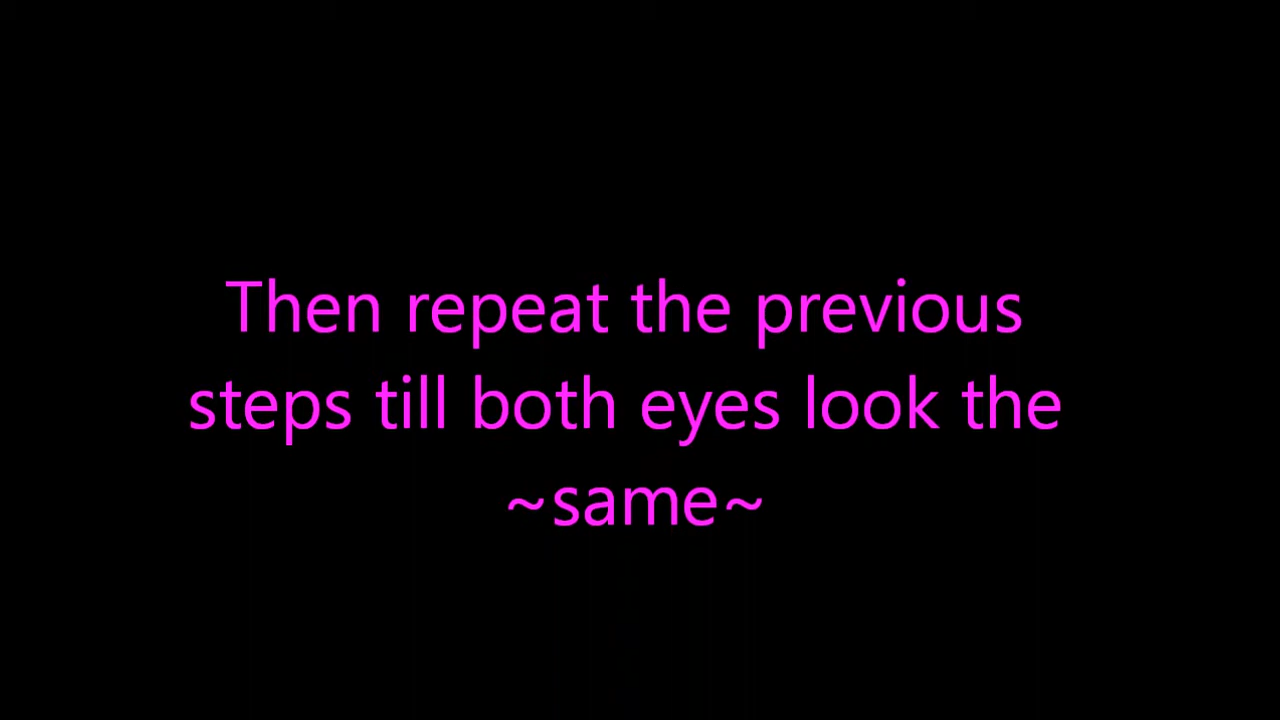 Then repeat the previous
steps till both eyes look the
~same~